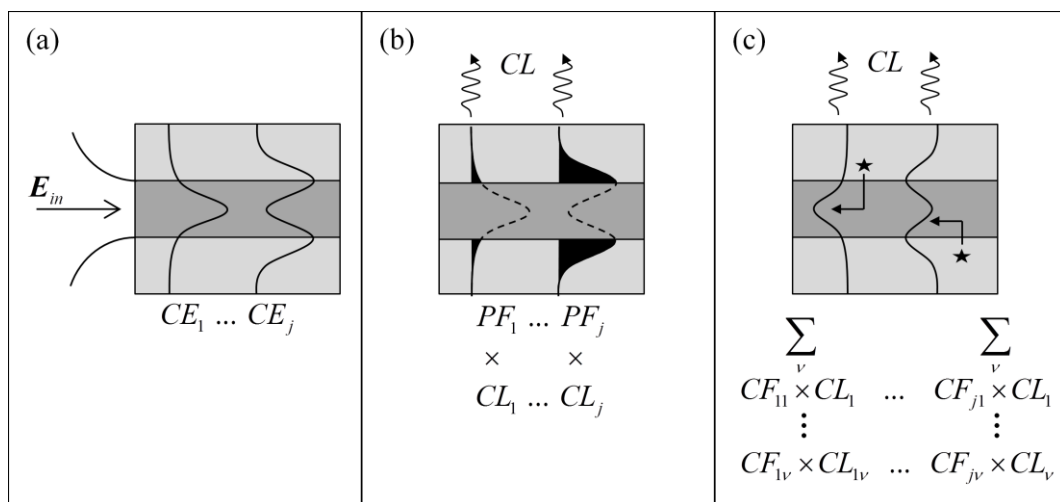 (a)
E_in
CE_1 ... CE_j
(b)
CL
PF_1 ... PF_j
× ×
CL_1 ... CL_j
(c)
CL
∑_ν ∑_ν
CF_11 × CL_1 ... CF_j1 × CL_1
⋮ ⋮
CF_1ν × CL_1ν ... CF_jν × CL_ν